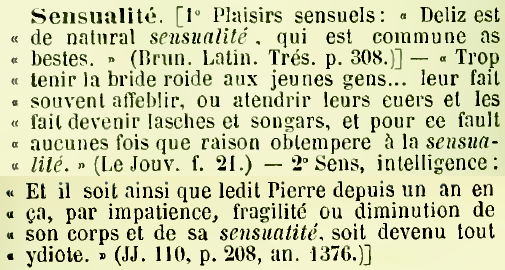 Sensualité. [1º Plaisirs sensuels : « Deliz est
« de natural sensualité, qui est commune as
« bestes. » (Brun. Latin. Trés. p. 308.)] — « Trop
« tenir la bride roide aux jeunes gens... leur fait
« souvent affeblir, ou atendrir leurs cuers et les
« fait devenir lasches et songars, et pour ce fault
« aucunes fois que raison obtempere à la sensua-
« lité. » (Le Jouv. f. 21.) — 2º Sens, intelligence :
« Et il soit ainsi que ledit Pierre depuis un an en
« ça, par impatience, fragilité ou diminution de
« son corps et de sa sensualité, soit devenu tout
« ydiote. » (JJ. 110, p. 208, an. 1376.)]